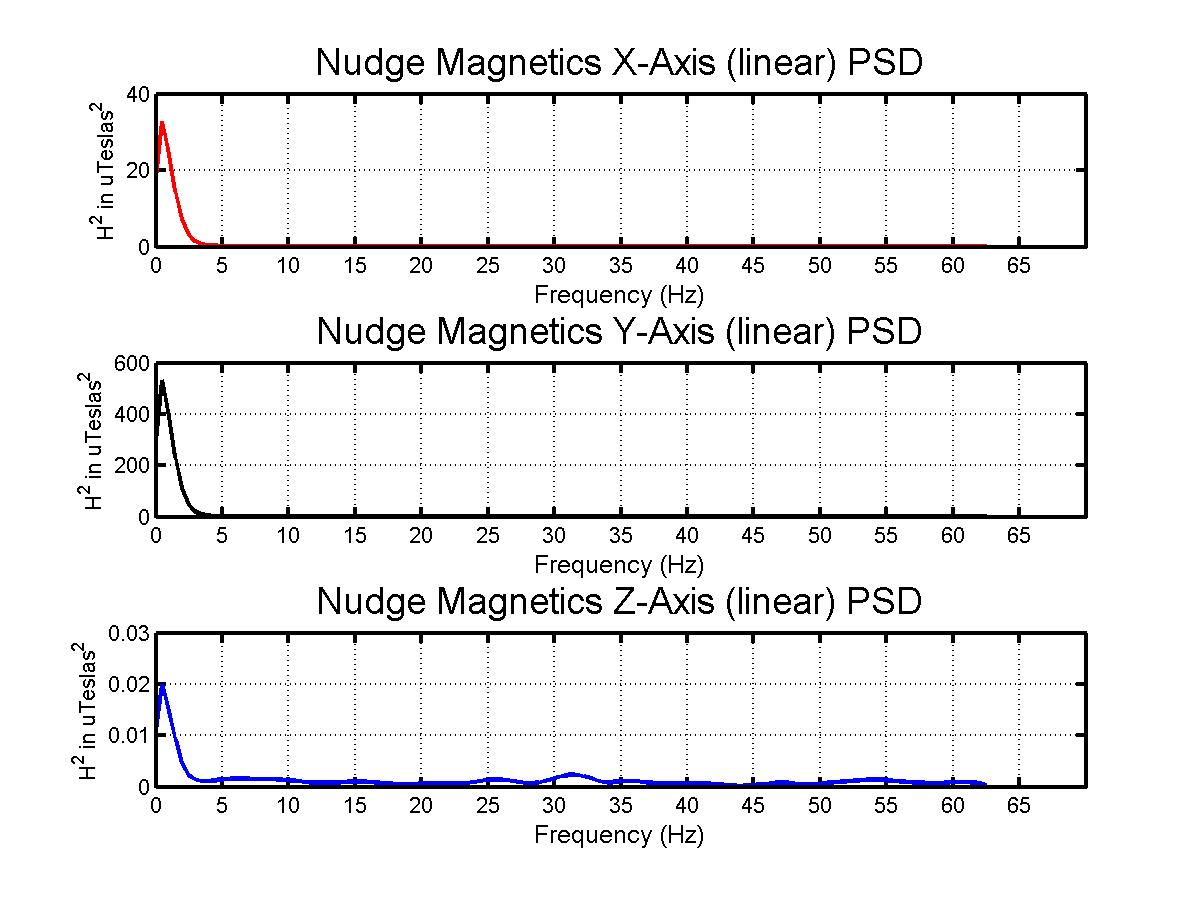 Nudge Magnetics X-Axis (linear) PSD
40
20
0
H² in uTeslas²
0 5 10 15 20 25 30 35 40 45 50 55 60 65
Frequency (Hz)
Nudge Magnetics Y-Axis (linear) PSD
600
400
200
0
H² in uTeslas²
0 5 10 15 20 25 30 35 40 45 50 55 60 65
Frequency (Hz)
Nudge Magnetics Z-Axis (linear) PSD
0.03
0.02
0.01
0
H² in uTeslas²
0 5 10 15 20 25 30 35 40 45 50 55 60 65
Frequency (Hz)